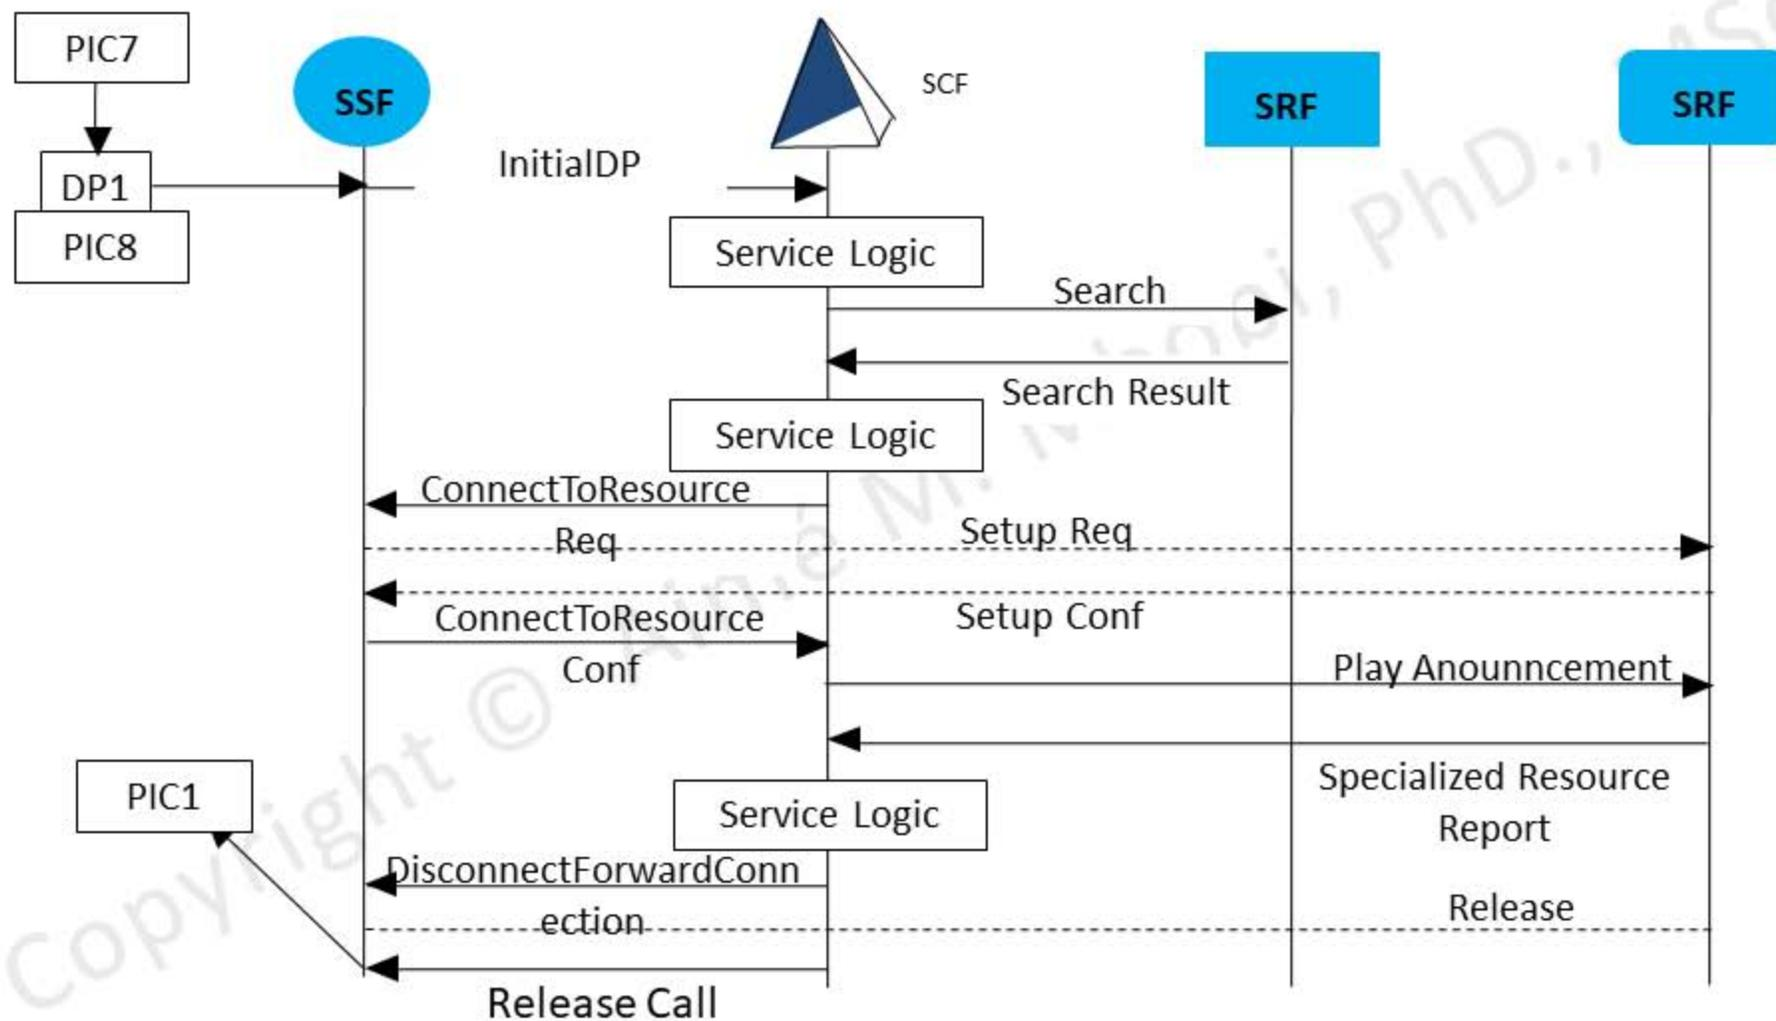 PIC7
SSF
SCF
SRF
SRF
InitialDP
DP1
PIC8
Service Logic
Search
Search Result
Service Logic
ConnectToResource
Req
Setup Req
ConnectToResource
Conf
Setup Conf
Play Anounncement
PIC1
Service Logic
Specialized Resource
Report
DisconnectForwardConn
ection
Release
Release Call
Copyright ©
PhD.,